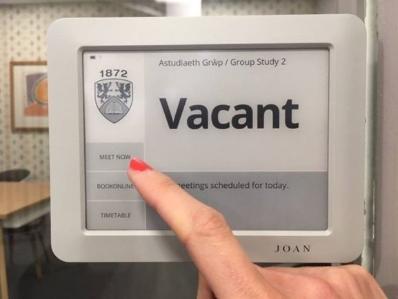 Astudiaeth Grŵp / Group Study 2
1872
Vacant
MEET NOW
meetings scheduled for today.
BOOK ONLINE
TIMETABLE
JOAN